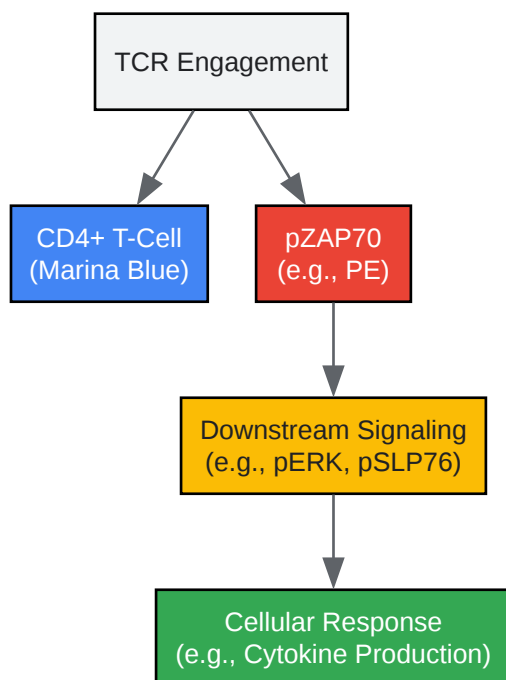 TCR Engagement
CD4+ T-Cell
(Marina Blue)
pZAP70
(e.g., PE)
Downstream Signaling
(e.g., pERK, pSLP76)
Cellular Response
(e.g., Cytokine Production)